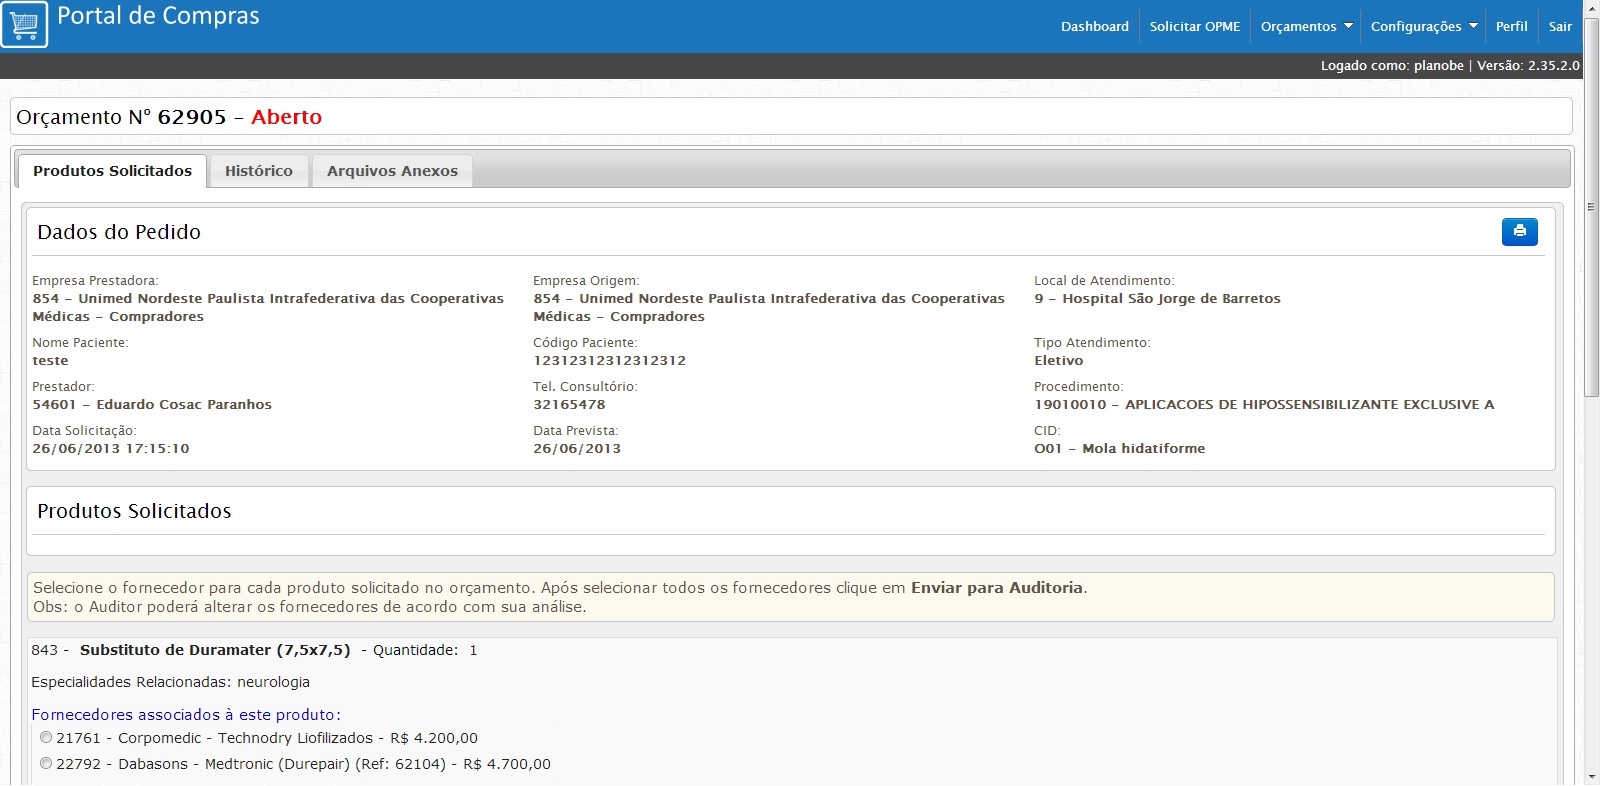 Portal de Compras
Dashboard Solicitar OPME Orçamentos Configurações Perfil Sair
Logado como: planobe | Versão: 2.35.2.0
Orçamento Nº 62905 - Aberto
Produtos Solicitados Histórico Arquivos Anexos
Dados do Pedido
Empresa Prestadora:
854 - Unimed Nordeste Paulista Intrafederativa das Cooperativas
Médicas - Compradores
Empresa Origem:
854 - Unimed Nordeste Paulista Intrafederativa das Cooperativas
Médicas - Compradores
Local de Atendimento:
9 - Hospital São Jorge de Barretos
Nome Paciente:
teste
Código Paciente:
12312312312312312
Tipo Atendimento:
Eletivo
Prestador:
54601 - Eduardo Cosac Paranhos
Tel. Consultório:
32165478
Procedimento:
19010010 - APLICACOES DE HIPOSSENSIBILIZANTE EXCLUSIVE A
Data Solicitação:
26/06/2013 17:15:10
Data Prevista:
26/06/2013
CID:
O01 - Mola hidatiforme
Produtos Solicitados
Selecione o fornecedor para cada produto solicitado no orçamento. Após selecionar todos os fornecedores clique em Enviar para Auditoria.
Obs: o Auditor poderá alterar os fornecedores de acordo com sua análise.
843 - Substituto de Duramater (7,5x7,5) - Quantidade: 1
Especialidades Relacionadas: neurologia
Fornecedores associados à este produto:
21761 - Corpomedic - Technodry Liofilizados - R$ 4.200,00
22792 - Dabasons - Medtronic (Durepair) (Ref: 62104) - R$ 4.700,00